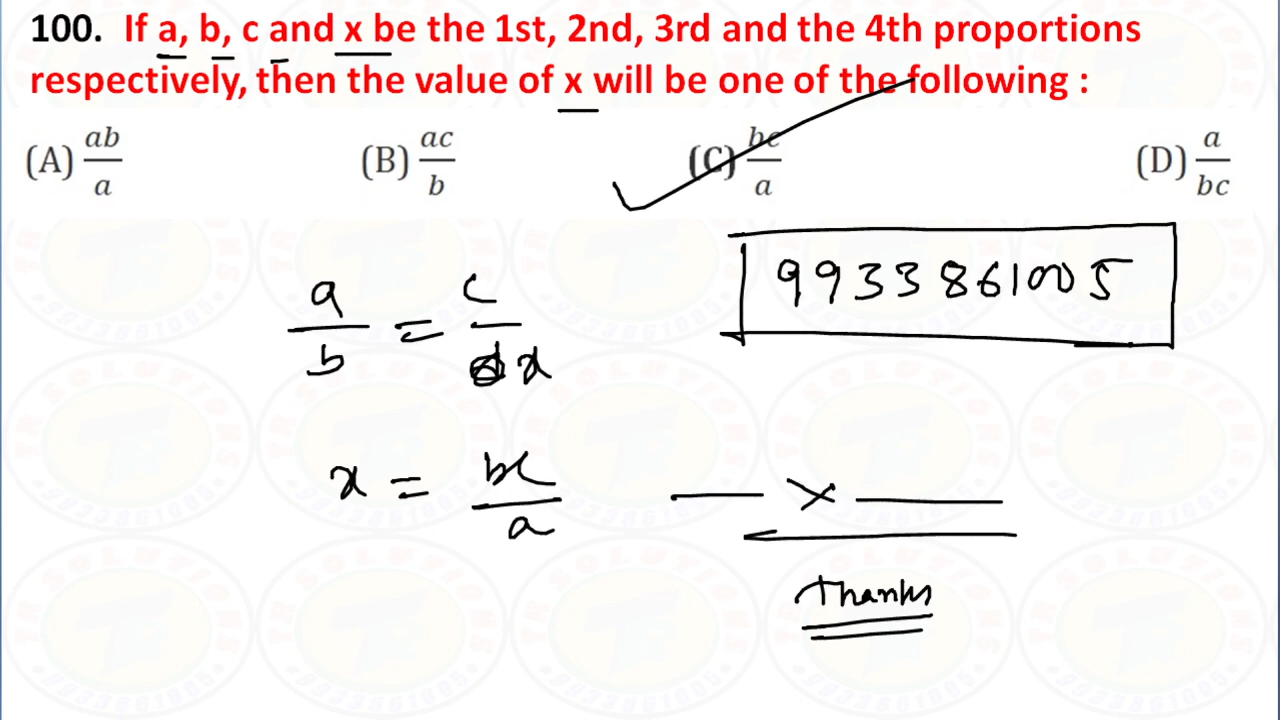 100. If a, b, c and x be the 1st, 2nd, 3rd and the 4th proportions
respectively, then the value of x will be one of the following :
(A) ab/a (B) ac/b (C) bc/a (D) a/bc
9933861005
a/b = c/x
x = bc/a
— x —
Thanks